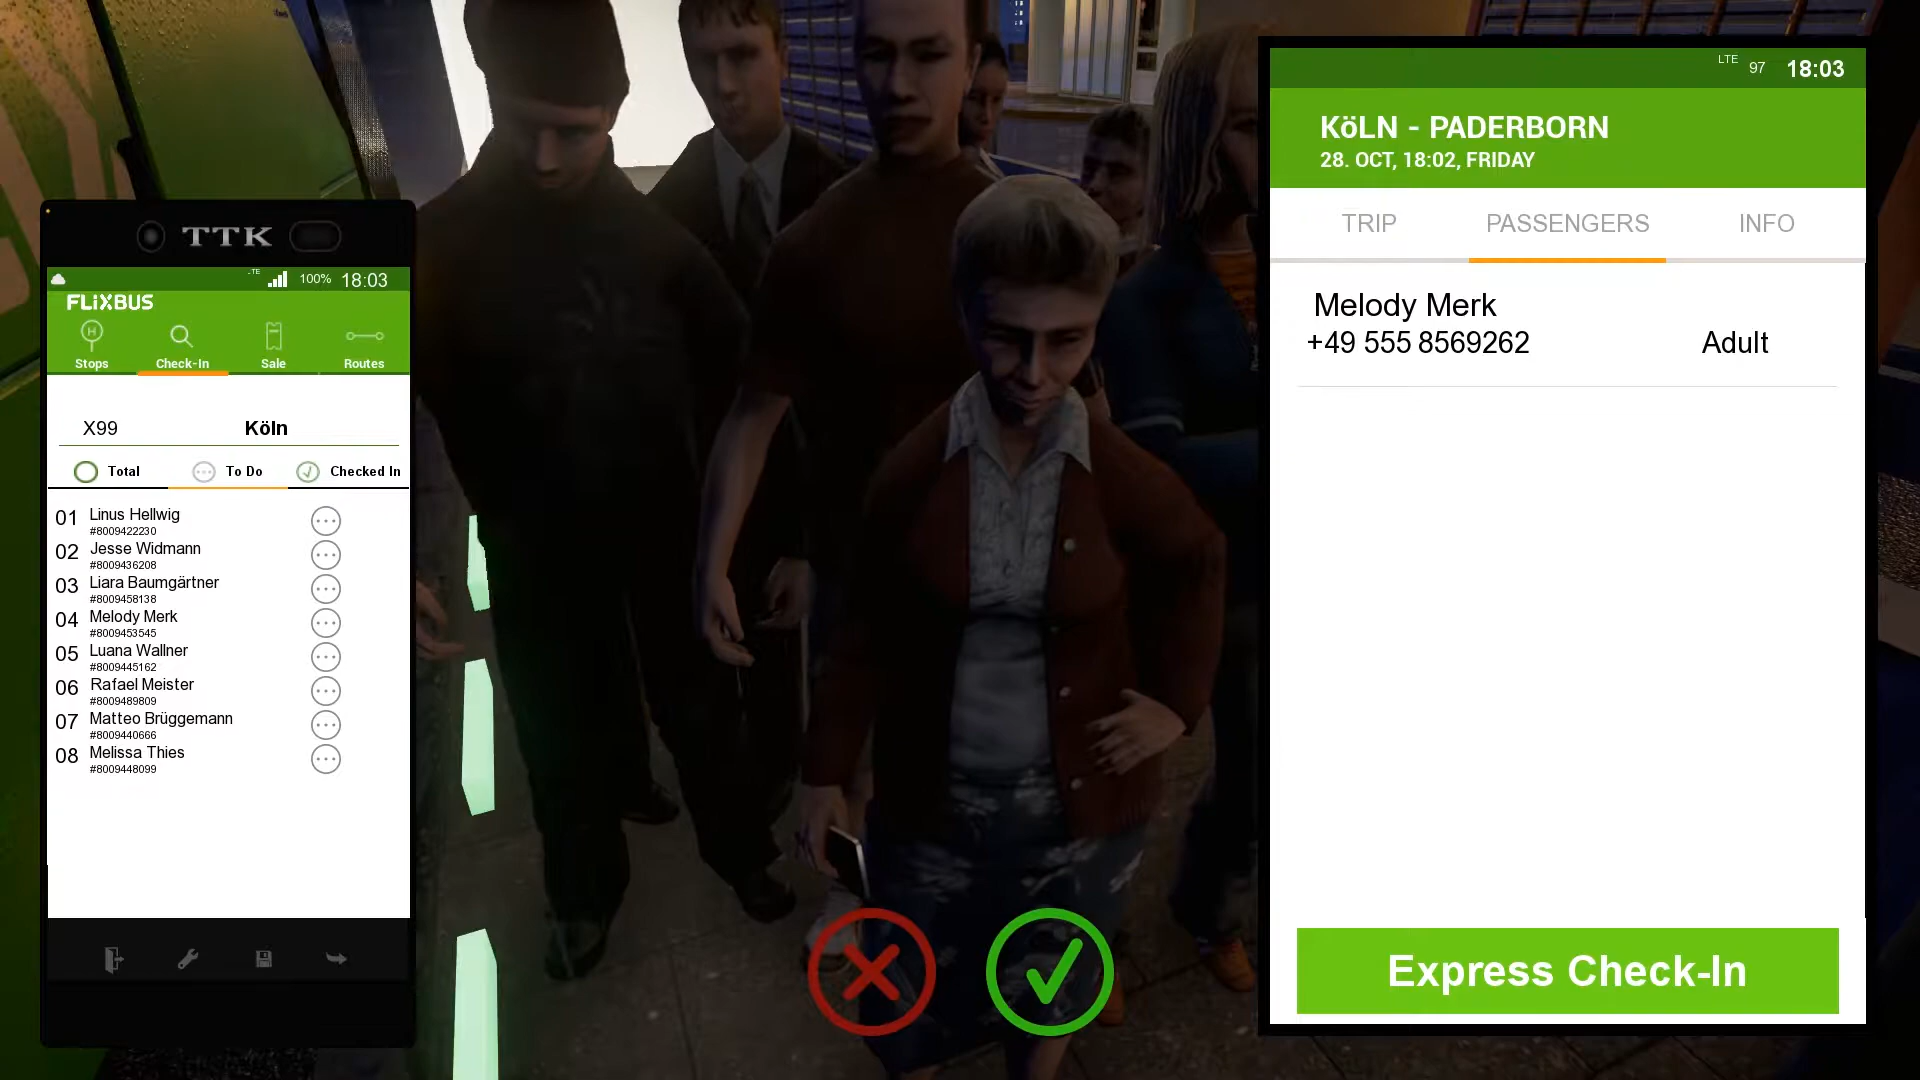 TTK
LTE 100% 18:03
FLiXBUS
Stops Check-In Sale Routes
X99 Köln
Total To Do Checked In
01 Linus Hellwig
#8009422230
02 Jesse Widmann
#8009436208
03 Liara Baumgärtner
#8009458138
04 Melody Merk
#8009453545
05 Luana Wallner
#8009445162
06 Rafael Meister
#8009489809
07 Matteo Brüggemann
#8009440666
08 Melissa Thies
#8009448099
LTE 97 18:03
KöLN - PADERBORN
28. OCT, 18:02, FRIDAY
TRIP PASSENGERS INFO
Melody Merk
+49 555 8569262 Adult
Express Check-In